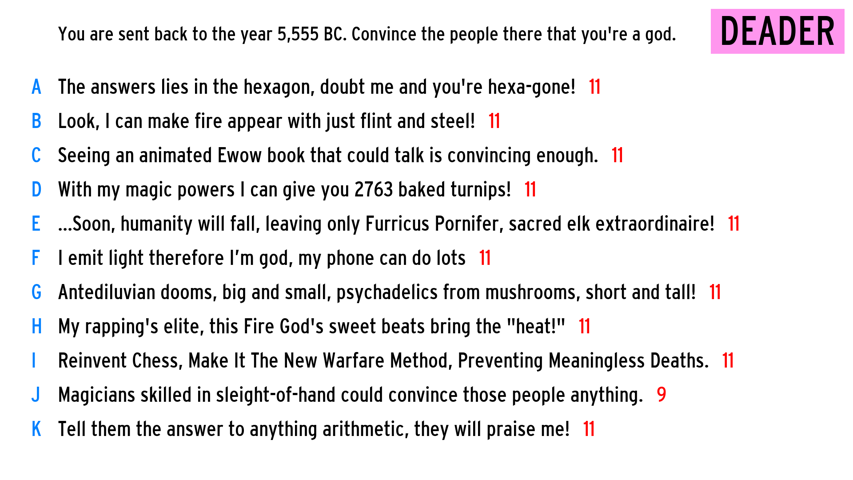 You are sent back to the year 5,555 BC. Convince the people there that you're a god. DEADER
A The answers lies in the hexagon, doubt me and you're hexa-gone! 11
B Look, I can make fire appear with just flint and steel! 11
C Seeing an animated Ewow book that could talk is convincing enough. 11
D With my magic powers I can give you 2763 baked turnips! 11
E ...Soon, humanity will fall, leaving only Furricus Pornifer, sacred elk extraordinaire! 11
F I emit light therefore I'm god, my phone can do lots 11
G Antediluvian dooms, big and small, psychadelics from mushrooms, short and tall! 11
H My rapping's elite, this Fire God's sweet beats bring the "heat!" 11
I Reinvent Chess, Make It The New Warfare Method, Preventing Meaningless Deaths. 11
J Magicians skilled in sleight-of-hand could convince those people anything. 9
K Tell them the answer to anything arithmetic, they will praise me! 11